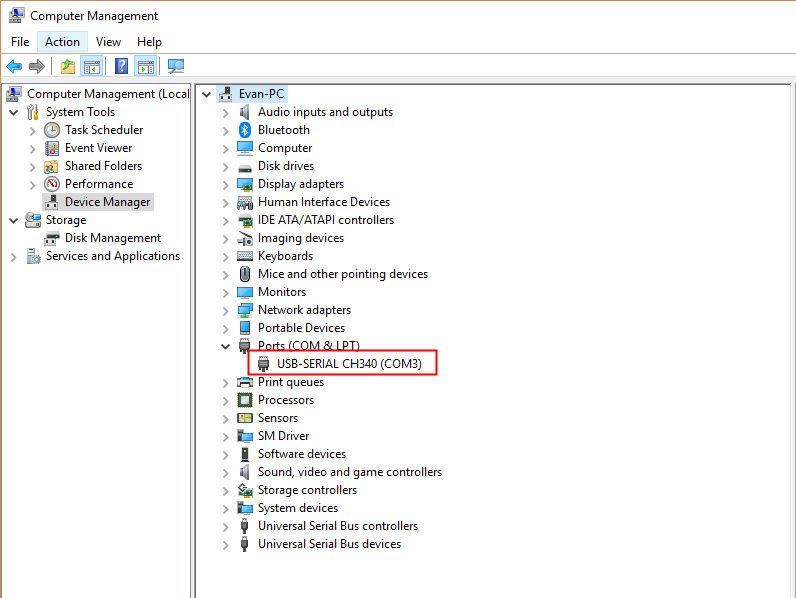 Computer Management
File Action View Help
Computer Management (Local
System Tools
Task Scheduler
Event Viewer
Shared Folders
Performance
Device Manager
Storage
Disk Management
Services and Applications
Evan-PC
Audio inputs and outputs
Bluetooth
Computer
Disk drives
Display adapters
Human Interface Devices
IDE ATA/ATAPI controllers
Imaging devices
Keyboards
Mice and other pointing devices
Monitors
Network adapters
Portable Devices
Ports (COM & LPT)
USB-SERIAL CH340 (COM3)
Print queues
Processors
Sensors
SM Driver
Software devices
Sound, video and game controllers
Storage controllers
System devices
Universal Serial Bus controllers
Universal Serial Bus devices